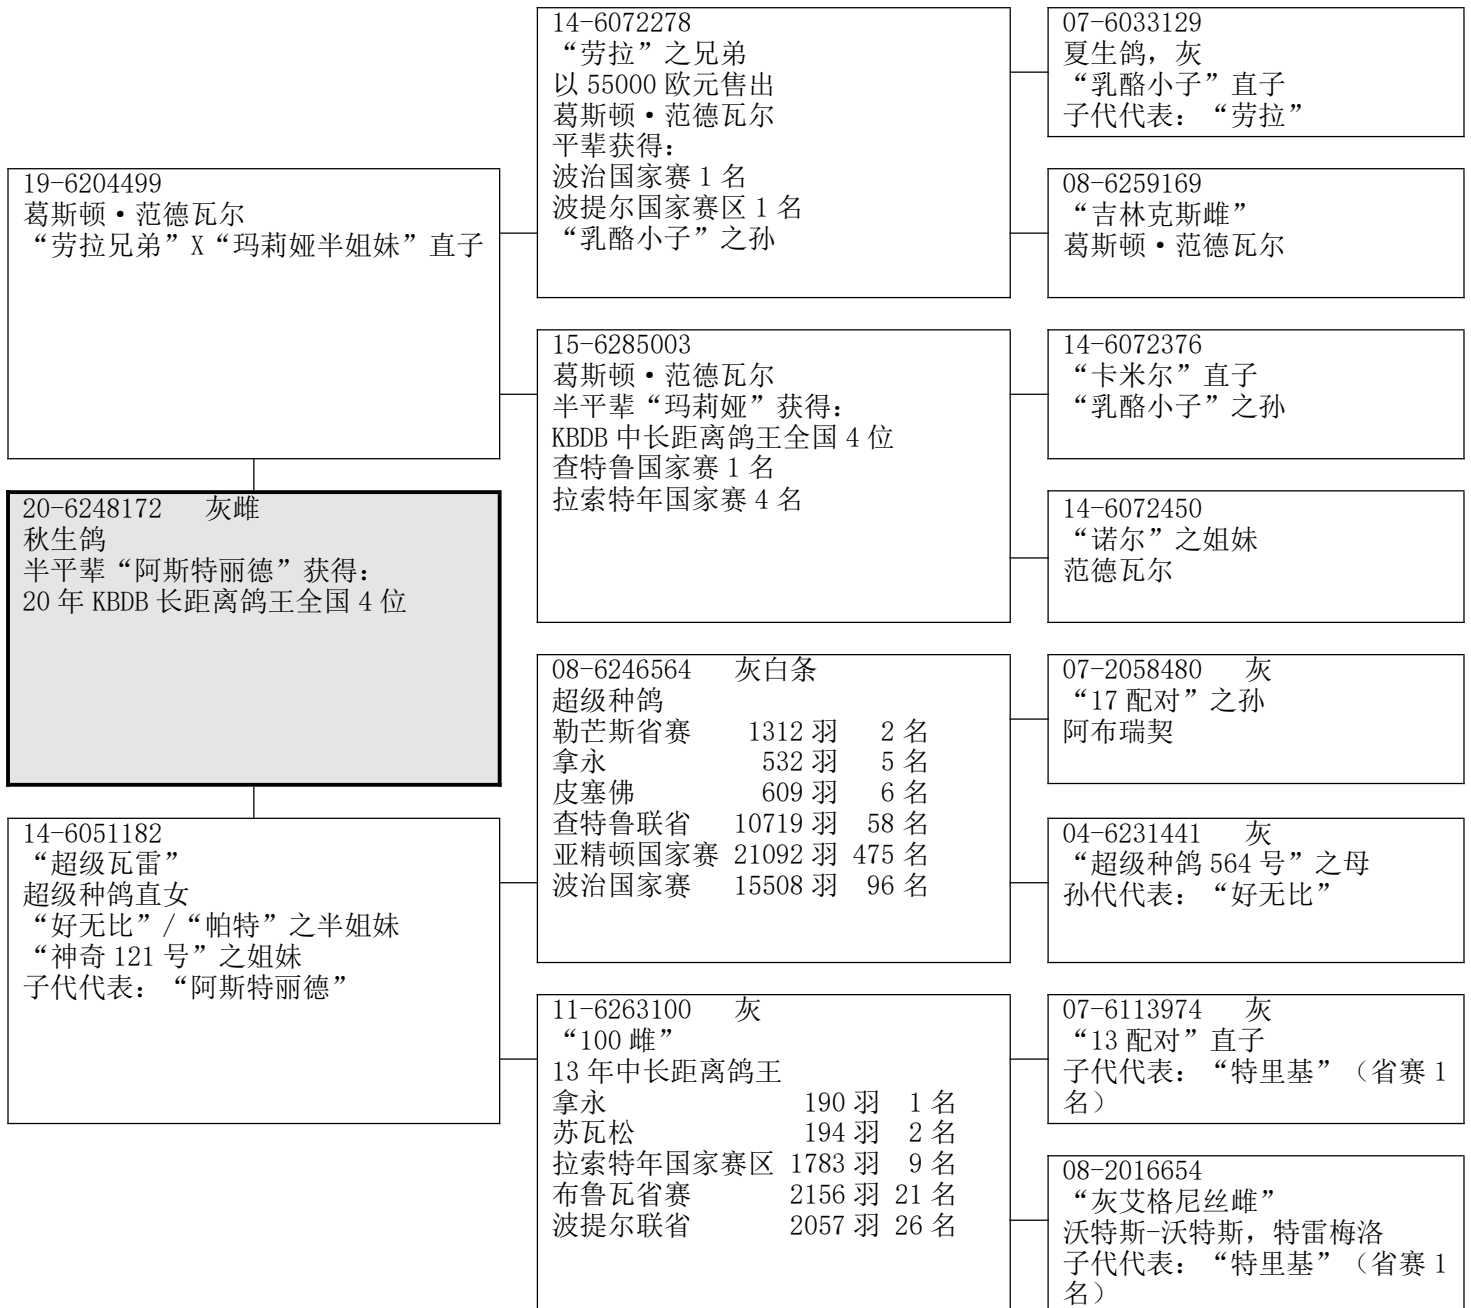 19-6204499
葛斯顿·范德瓦尔
“劳拉兄弟”X“玛莉娅半姐妹”直子
20-6248172 灰雌
秋生鸽
半平辈“阿斯特丽德”获得：
20 年 KBDB 长距离鸽王全国 4 位
14-6051182
“超级瓦雷”
超级种鸽直女
“好无比”/“帕特”之半姐妹
“神奇 121 号”之姐妹
子代代表：“阿斯特丽德”
14-6072278
“劳拉”之兄弟
以 55000 欧元售出
葛斯顿·范德瓦尔
平辈获得：
波治国家赛 1 名
波提尔国家赛区 1 名
“乳酪小子”之孙
15-6285003
葛斯顿·范德瓦尔
半平辈“玛莉娅”获得：
KBDB 中长距离鸽王全国 4 位
查特鲁国家赛 1 名
拉索特年国家赛 4 名
08-6246564 灰白条
超级种鸽
勒芒斯省赛 1312 羽 2 名
拿永 532 羽 5 名
皮塞佛 609 羽 6 名
查特鲁联省 10719 羽 58 名
亚精顿国家赛 21092 羽 475 名
波治国家赛 15508 羽 96 名
11-6263100 灰
“100 雌”
13 年中长距离鸽王
拿永 190 羽 1 名
苏瓦松 194 羽 2 名
拉索特年国家赛区 1783 羽 9 名
布鲁瓦省赛 2156 羽 21 名
波提尔联省 2057 羽 26 名
07-6033129
夏生鸽，灰
“乳酪小子”直子
子代代表：“劳拉”
08-6259169
“吉林克斯雌”
葛斯顿·范德瓦尔
14-6072376
“卡米尔”直子
“乳酪小子”之孙
14-6072450
“诺尔”之姐妹
范德瓦尔
07-2058480 灰
“17 配对”之孙
阿布瑞契
04-6231441 灰
“超级种鸽 564 号”之母
孙代代表：“好无比”
07-6113974 灰
“13 配对”直子
子代代表：“特里基”（省赛 1
名）
08-2016654
“灰艾格尼丝雌”
沃特斯-沃特斯，特雷梅洛
子代代表：“特里基”（省赛 1
名）